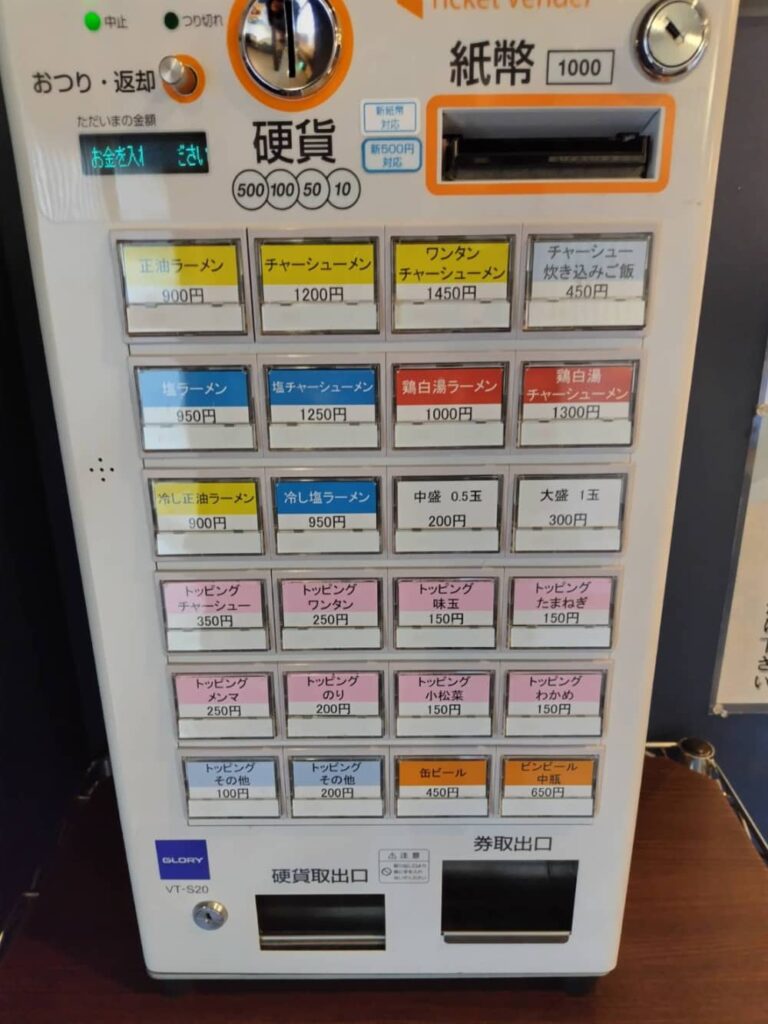 Ticket Vender
中止
つり切れ
おつり・返却
紙幣 1000
ただいまの金額
お金を入れ ださい
硬貨
新紙幣
対応
新500円
対応
500 100 50 10
正油ラーメン
900円
チャーシューメン
1200円
ワンタン
チャーシューメン
1450円
チャーシュー
炊き込みご飯
450円
塩ラーメン
950円
塩チャーシューメン
1250円
鶏白湯ラーメン
1000円
鶏白湯
チャーシューメン
1300円
冷し正油ラーメン
900円
冷し塩ラーメン
950円
中盛 0.5玉
200円
大盛 1玉
300円
トッピング
チャーシュー
350円
トッピング
ワンタン
250円
トッピング
味玉
150円
トッピング
たまねぎ
150円
トッピング
メンマ
250円
トッピング
のり
200円
トッピング
小松菜
150円
トッピング
わかめ
150円
トッピング
その他
100円
トッピング
その他
200円
缶ビール
450円
ビンビール
中瓶
650円
GLORY
VT-S20
硬貨取出口
注意
券取出口
下さい